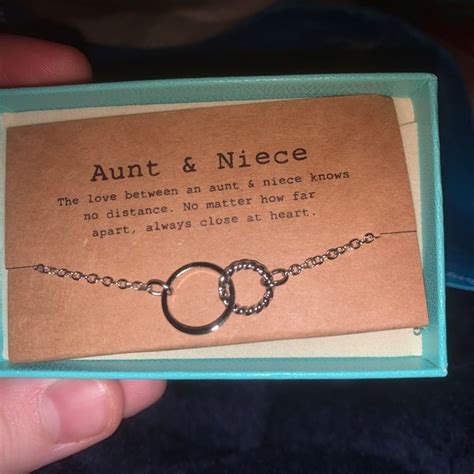 Aunt & Niece
The love between an aunt & niece knows
no distance. No matter how far
apart, always close at heart.